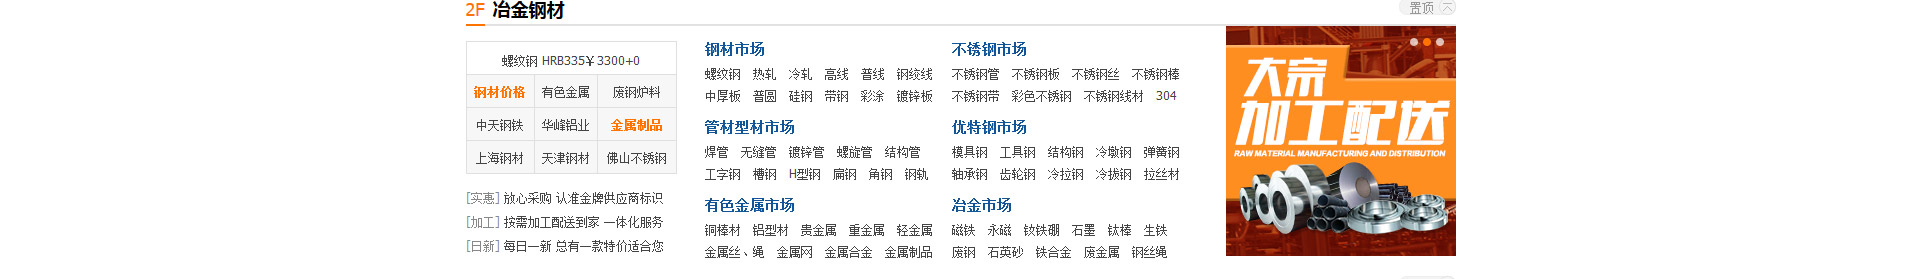 2F 冶金钢材
置顶
螺纹钢 HRB335¥ 3300+0
钢材价格 有色金属 废钢炉料
中天钢铁 华峰铝业 金属制品
上海钢材 天津钢材 佛山不锈钢
[实惠] 放心采购 认准金牌供应商标识
[加工] 按需加工配送到家 一体化服务
[日新] 每日一新 总有一款特价适合您
钢材市场
螺纹钢 热轧 冷轧 高线 普线 钢绞线
中厚板 普圆 硅钢 带钢 彩涂 镀锌板
管材型材市场
焊管 无缝管 镀锌管 螺旋管 结构管
工字钢 槽钢 H型钢 扁钢 角钢 钢轨
有色金属市场
铜棒材 铝型材 贵金属 重金属 轻金属
金属丝、绳 金属网 金属合金 金属制品
不锈钢市场
不锈钢管 不锈钢板 不锈钢丝 不锈钢棒
不锈钢带 彩色不锈钢 不锈钢线材 304
优特钢市场
模具钢 工具钢 结构钢 冷墩钢 弹簧钢
轴承钢 齿轮钢 冷拉钢 冷拔钢 拉丝材
冶金市场
磁铁 永磁 钕铁硼 石墨 钛棒 生铁
废钢 石英砂 铁合金 废金属 钢丝绳
大宗
加工配送
RAW MATERIAL MANUFACTURING AND DISTRIBUTION